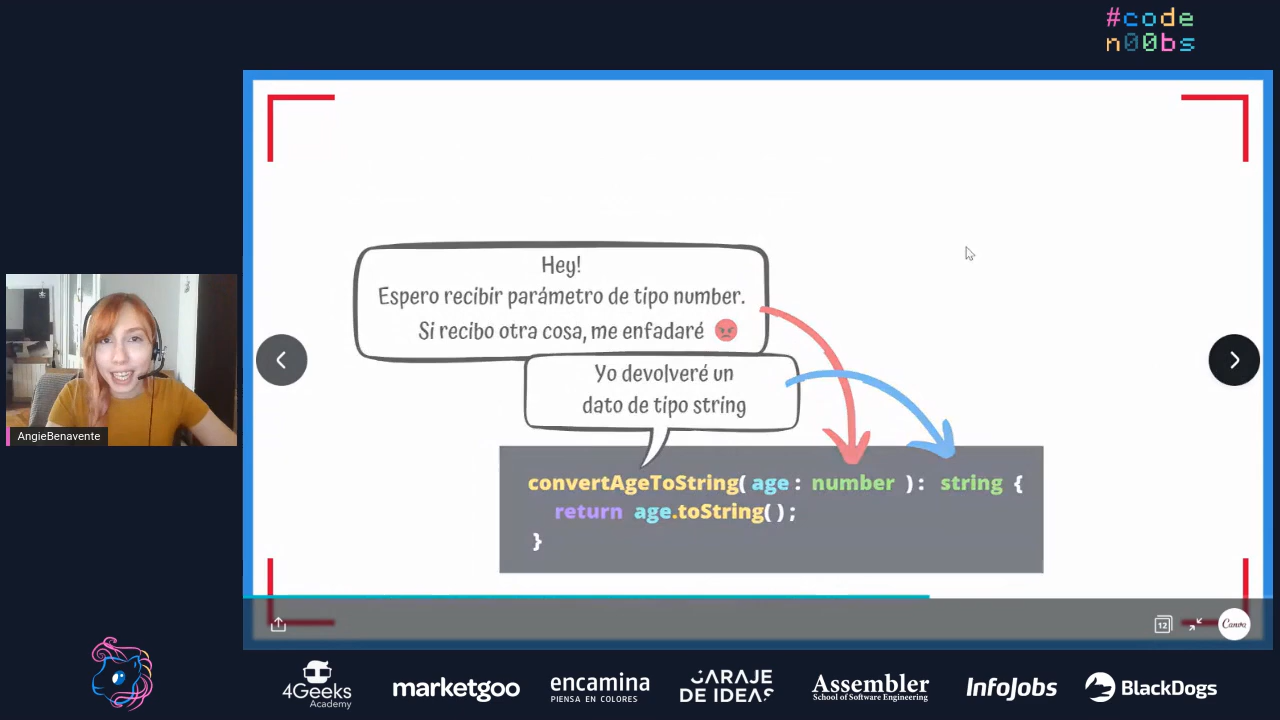 #code
n00bs
Hey!
Espero recibir parámetro de tipo number.
Si recibo otra cosa, me enfadaré
Yo devolveré un
dato de tipo string
convertAgeToString( age : number ) : string {
return age.toString();
}
AngieBenavente
12
Canva
4Geeks
Academy
marketgoo
encamina
PIENSA EN COLORES
GARAJE
DE IDEAS
Assembler
School of Software Engineering
InfoJobs
BlackDogs